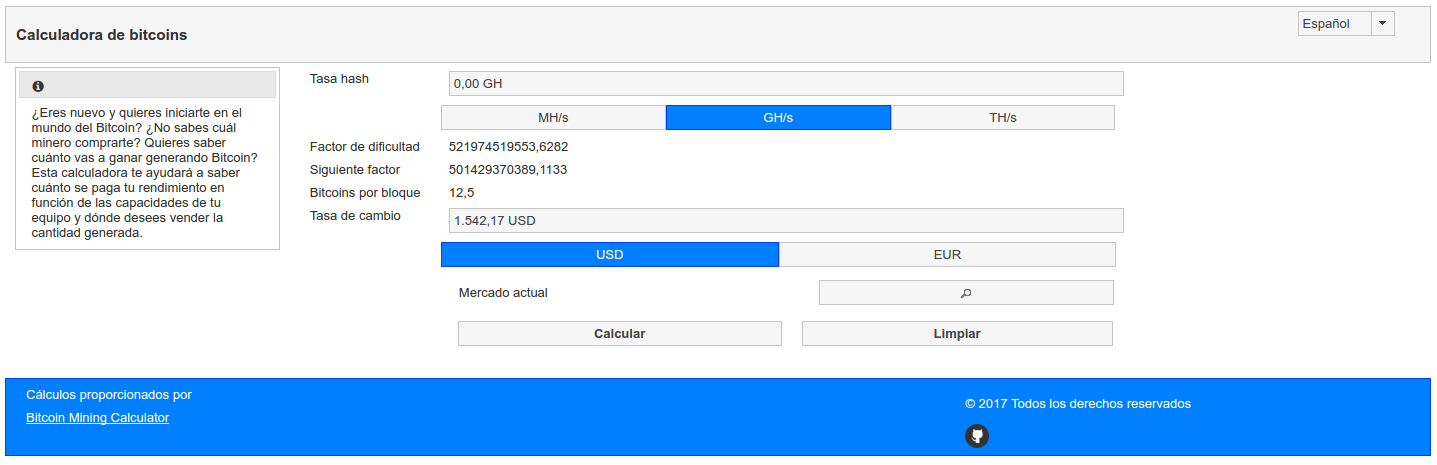 Calculadora de bitcoins
Español
¿Eres nuevo y quieres iniciarte en el
mundo del Bitcoin? ¿No sabes cuál
minero comprarte? Quieres saber
cuánto vas a ganar generando Bitcoin?
Esta calculadora te ayudará a saber
cuánto se paga tu rendimiento en
función de las capacidades de tu
equipo y dónde desees vender la
cantidad generada.
Tasa hash
0,00 GH
MH/s
GH/s
TH/s
Factor de dificultad
521974519553,6282
Siguiente factor
501429370389,1133
Bitcoins por bloque
12,5
Tasa de cambio
1.542,17 USD
USD
EUR
Mercado actual
Calcular
Limpiar
Cálculos proporcionados por
Bitcoin Mining Calculator
© 2017 Todos los derechos reservados